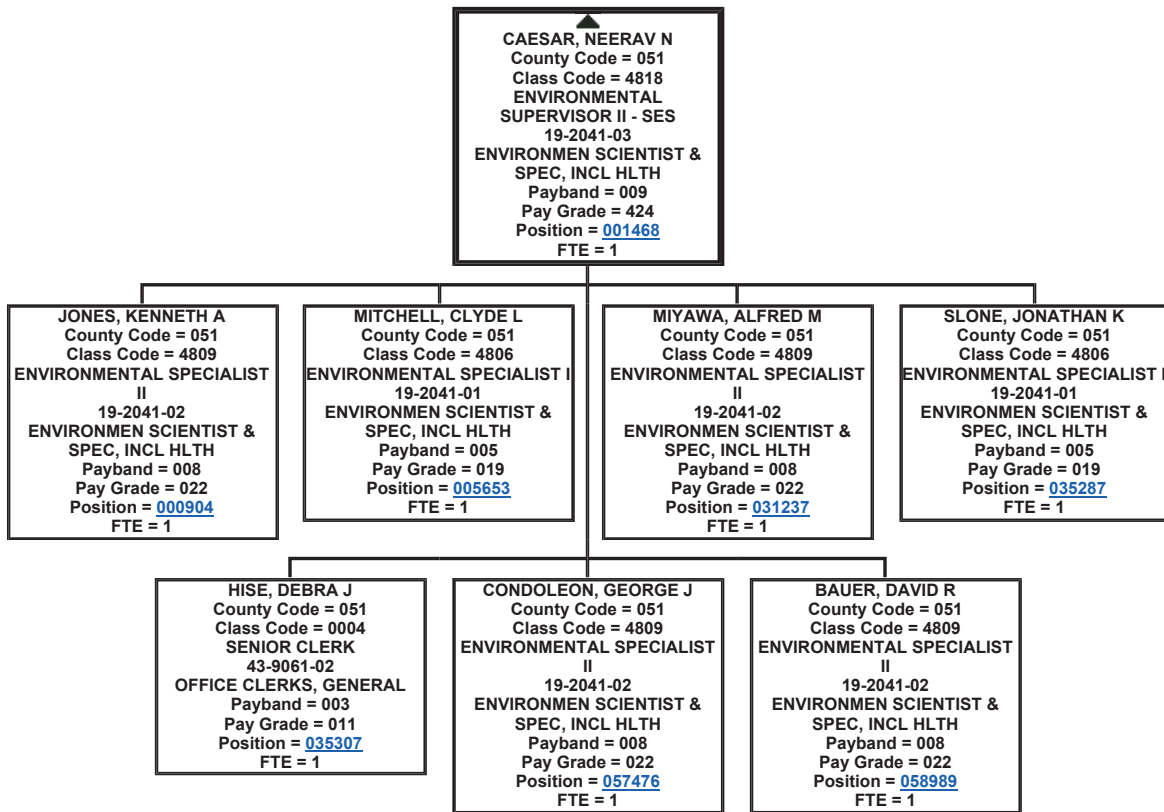 CAESAR, NEERAV N
County Code = 051
Class Code = 4818
ENVIRONMENTAL
SUPERVISOR II - SES
19-2041-03
ENVIRONMEN SCIENTIST &
SPEC, INCL HLTH
Payband = 009
Pay Grade = 424
Position = 001468
FTE = 1
JONES, KENNETH A
County Code = 051
Class Code = 4809
ENVIRONMENTAL SPECIALIST
II
19-2041-02
ENVIRONMEN SCIENTIST &
SPEC, INCL HLTH
Payband = 008
Pay Grade = 022
Position = 000904
FTE = 1
MITCHELL, CLYDE L
County Code = 051
Class Code = 4806
ENVIRONMENTAL SPECIALIST I
19-2041-01
ENVIRONMEN SCIENTIST &
SPEC, INCL HLTH
Payband = 005
Pay Grade = 019
Position = 005653
FTE = 1
MIYAWA, ALFRED M
County Code = 051
Class Code = 4809
ENVIRONMENTAL SPECIALIST
II
19-2041-02
ENVIRONMEN SCIENTIST &
SPEC, INCL HLTH
Payband = 008
Pay Grade = 022
Position = 031237
FTE = 1
SLONE, JONATHAN K
County Code = 051
Class Code = 4806
ENVIRONMENTAL SPECIALIST I
19-2041-01
ENVIRONMEN SCIENTIST &
SPEC, INCL HLTH
Payband = 005
Pay Grade = 019
Position = 035287
FTE = 1
HISE, DEBRA J
County Code = 051
Class Code = 0004
SENIOR CLERK
43-9061-02
OFFICE CLERKS, GENERAL
Payband = 003
Pay Grade = 011
Position = 035307
FTE = 1
CONDOLEON, GEORGE J
County Code = 051
Class Code = 4809
ENVIRONMENTAL SPECIALIST
II
19-2041-02
ENVIRONMEN SCIENTIST &
SPEC, INCL HLTH
Payband = 008
Pay Grade = 022
Position = 057476
FTE = 1
BAUER, DAVID R
County Code = 051
Class Code = 4809
ENVIRONMENTAL SPECIALIST
II
19-2041-02
ENVIRONMEN SCIENTIST &
SPEC, INCL HLTH
Payband = 008
Pay Grade = 022
Position = 058989
FTE = 1